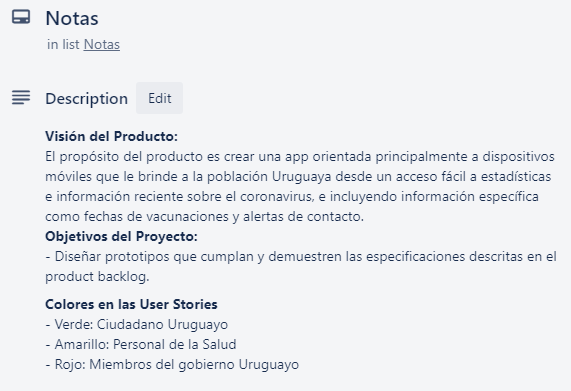 Notas
in list Notas
Description Edit
Visión del Producto:
El propósito del producto es crear una app orientada principalmente a dispositivos
móviles que le brinde a la población Uruguaya desde un acceso fácil a estadísticas
e información reciente sobre el coronavirus, e incluyendo información específica
como fechas de vacunaciones y alertas de contacto.
Objetivos del Proyecto:
- Diseñar prototipos que cumplan y demuestren las especificaciones descritas en el
product backlog.
Colores en las User Stories
- Verde: Ciudadano Uruguayo
- Amarillo: Personal de la Salud
- Rojo: Miembros del gobierno Uruguayo